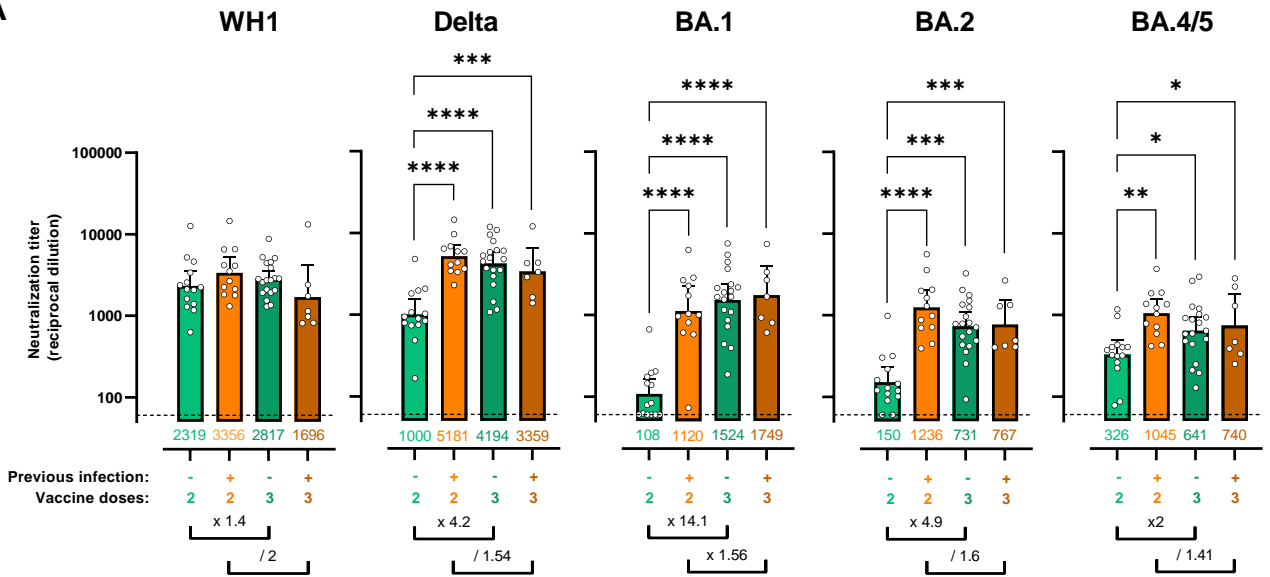 A
WH1 Delta BA.1 BA.2 BA.4/5
*** **** *** *
**** **** *** *
**** **** **** **
Neutralization titer
(reciprocal dilution)
100000
10000
1000
100
2319 3356 2817 1696 1000 5181 4194 3359 108 1120 1524 1749 150 1236 731 767 326 1045 641 740
Previous infection: - + - + - + - + - + - + - + - + - + - +
Vaccine doses: 2 2 3 3 2 2 3 3 2 2 3 3 2 2 3 3 2 2 3 3
x 1.4 x 4.2 x 14.1 x 4.9 x2
/ 2 / 1.54 x 1.56 / 1.6 / 1.41